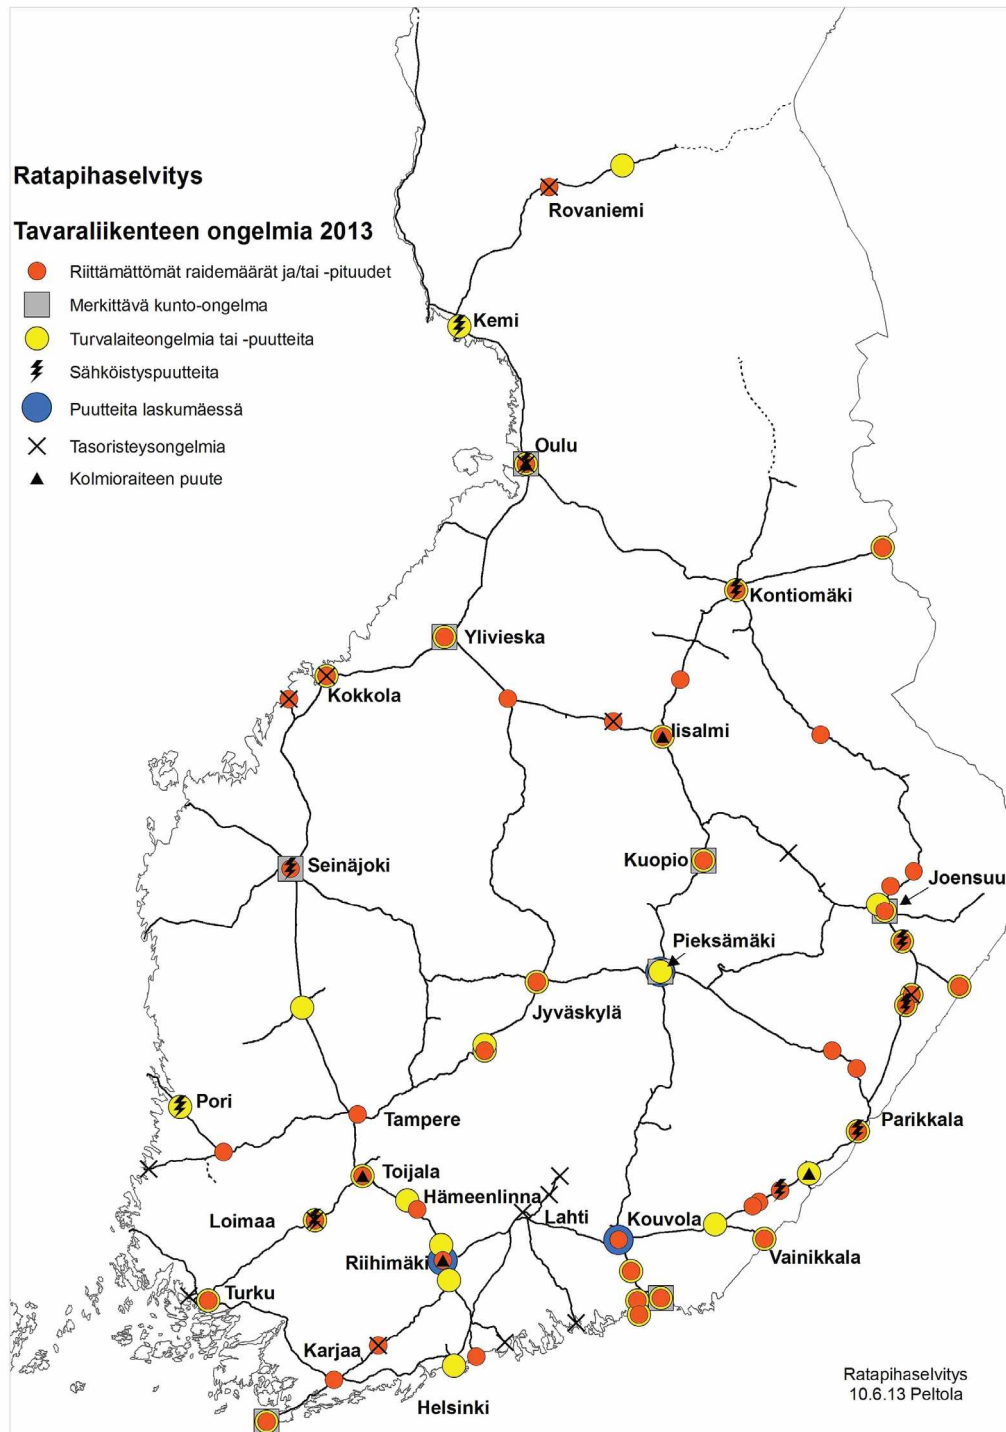 Ratapihaselvitys
Tavaraliikenteen ongelmia 2013
Riittämättömät raidemäärät ja/tai -pituudet
Merkittävä kunto-ongelma
Turvalaiteongelmia tai -puutteita
Sähköistyspuutteita
Puutteita laskumäessä
Tasoristeysongelmia
Kolmioraiteen puute
Rovaniemi
Kemi
Oulu
Kontiomäki
Ylivieska
Kokkola
Iisalmi
Seinäjoki
Kuopio
Joensuu
Pieksämäki
Jyväskylä
Pori
Tampere
Parikkala
Toijala
Hämeenlinna
Loimaa
Lahti
Kouvola
Riihimäki
Vainikkala
Turku
Karjaa
Helsinki
Ratapihaselvitys
10.6.13 Peltola